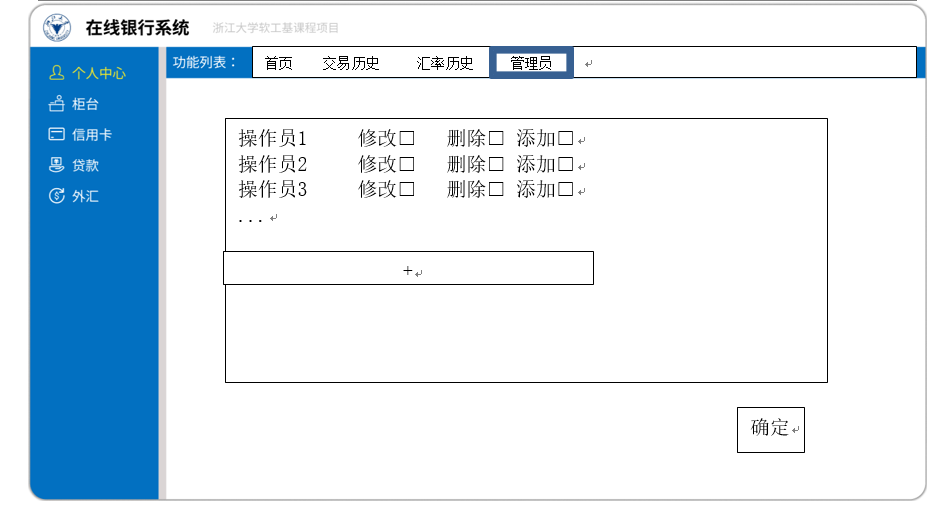 在线银行系统 浙江大学软工基课程项目
功能列表： 首页 交易历史 汇率历史 管理员
个人中心
柜台
信用卡
贷款
外汇
操作员1 修改□ 删除□ 添加□
操作员2 修改□ 删除□ 添加□
操作员3 修改□ 删除□ 添加□
...
+
确定